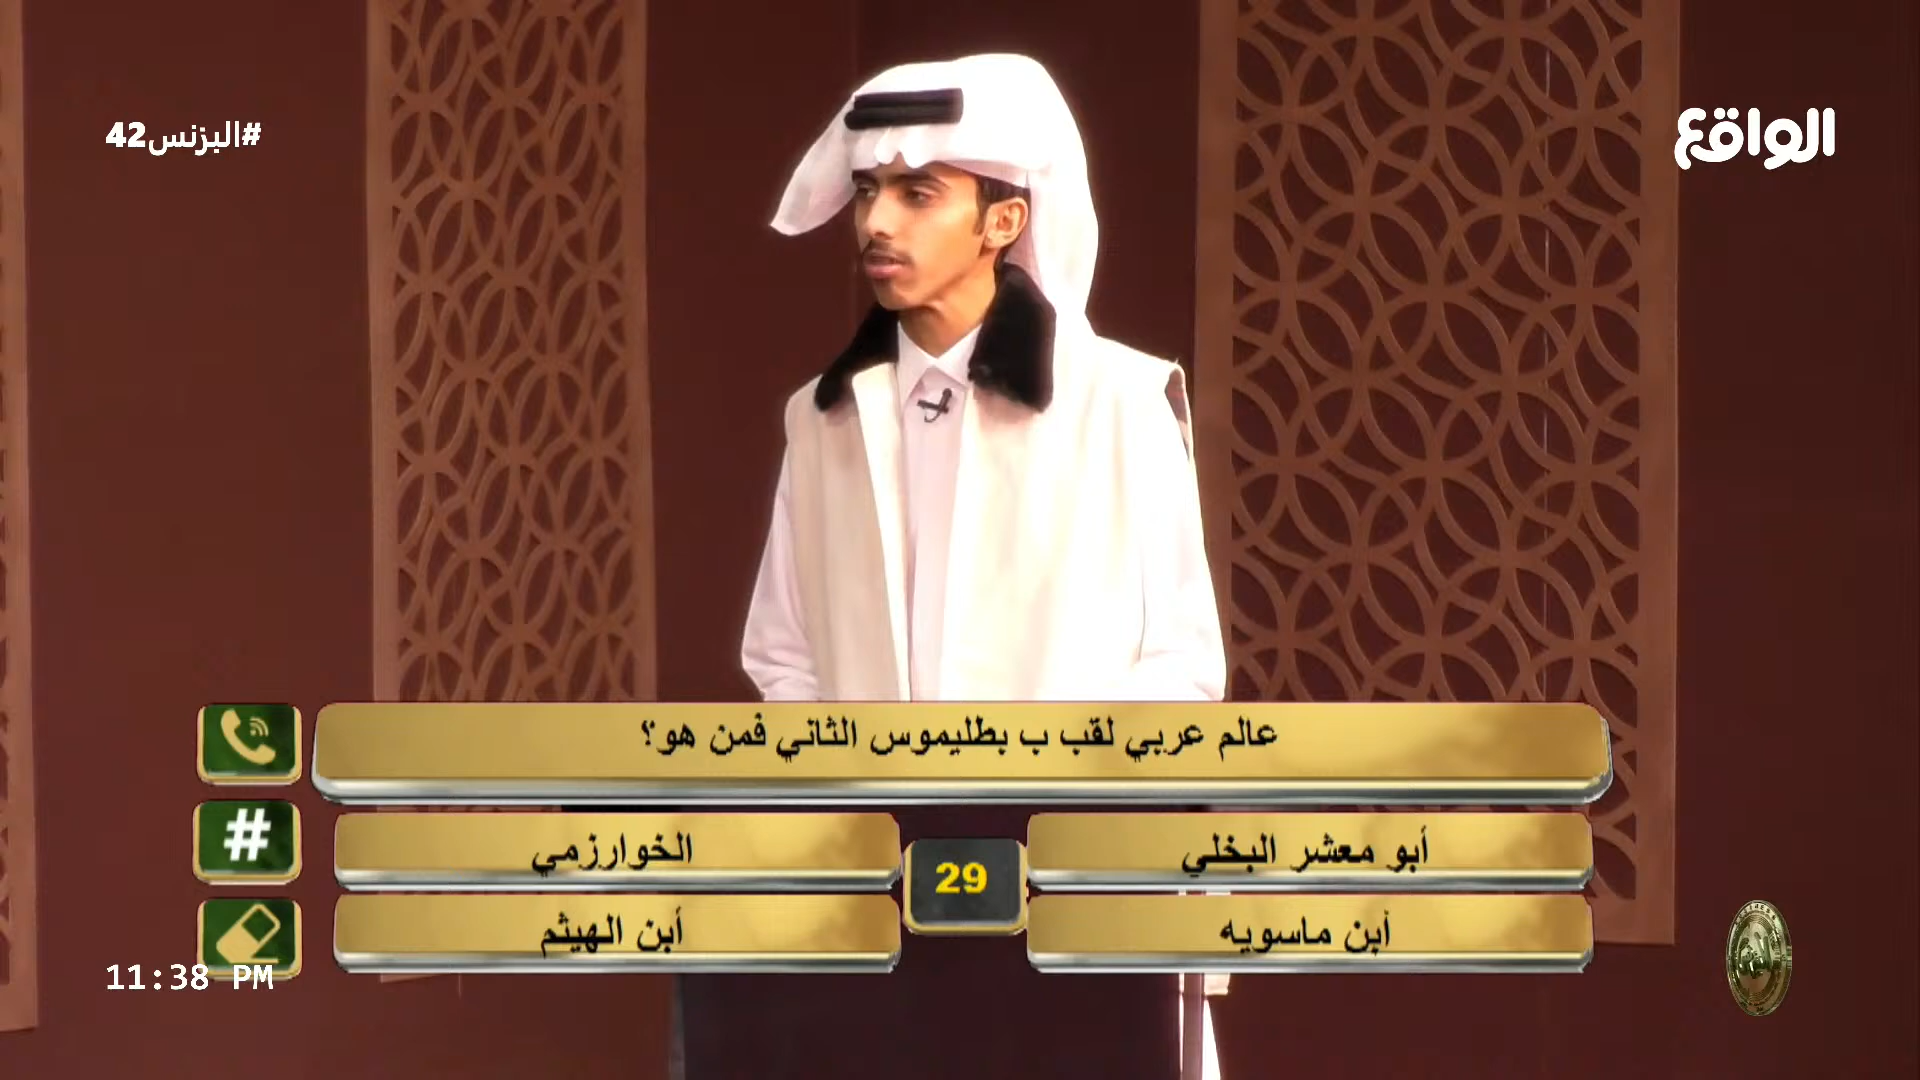 #البزنس42
الواقع
عالم عربي لقب ب بطليموس الثاني فمن هو؟
أبو معشر البخلي
الخوارزمي
29
أبن ماسويه
أبن الهيثم
#
11:38 PM